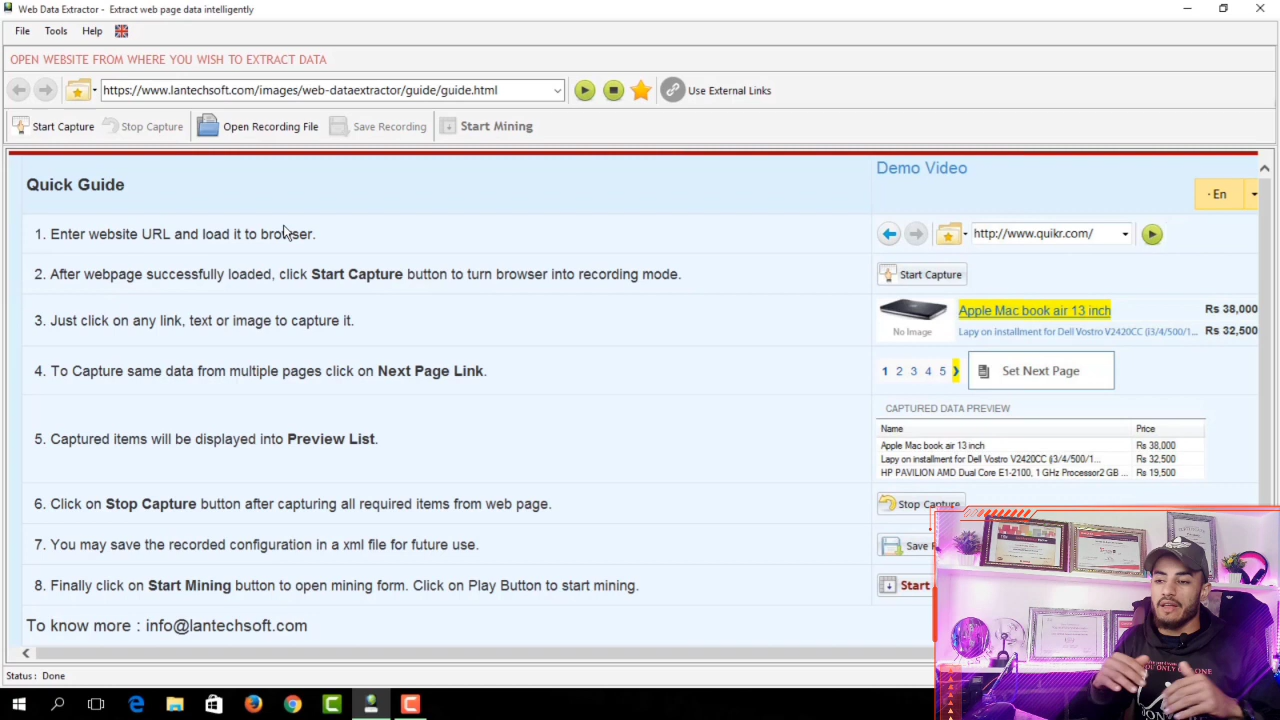 Web Data Extractor - Extract web page data intelligently
File Tools Help
OPEN WEBSITE FROM WHERE YOU WISH TO EXTRACT DATA
https://www.lantechsoft.com/images/web-dataextractor/guide/guide.html
Use External Links
Start Capture Stop Capture Open Recording File Save Recording Start Mining
Quick Guide
Demo Video
· En
1. Enter website URL and load it to browser.
http://www.quikr.com/
2. After webpage successfully loaded, click Start Capture button to turn browser into recording mode.
Start Capture
3. Just click on any link, text or image to capture it.
Apple Mac book air 13 inch Rs 38,000
No Image
Lapy on installment for Dell Vostro V2420CC (i3/4/500/1... Rs 32,500
4. To Capture same data from multiple pages click on Next Page Link.
1 2 3 4 5 Set Next Page
5. Captured items will be displayed into Preview List.
CAPTURED DATA PREVIEW
Name Price
Apple Mac book air 13 inch Rs 38,000
Lapy on installment for Dell Vostro V2420CC (i3/4/500/1... Rs 32,500
HP PAVILION AMD Dual Core E1-2100, 1 GHz Processor2 GB ... Rs 19,500
6. Click on Stop Capture button after capturing all required items from web page.
Stop Capture
7. You may save the recorded configuration in a xml file for future use.
Save
8. Finally click on Start Mining button to open mining form. Click on Play Button to start mining.
Start
To know more : info@lantechsoft.com
Status : Done